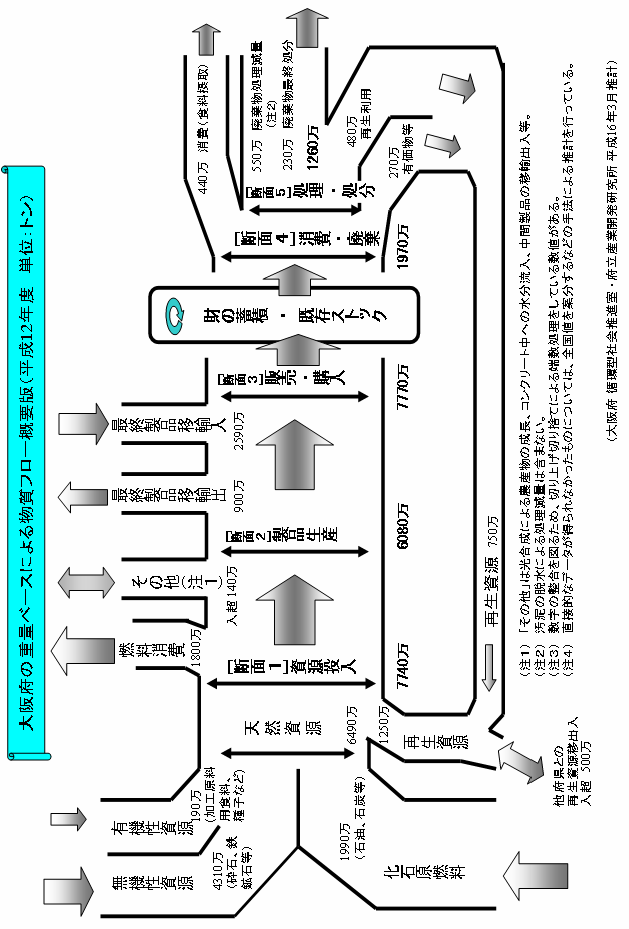 大阪府の重量ベースによる物質フロー概要版（平成12年度　単位：トン）
無機性資源
4310万
（砕石、鉄
鉱石等）
有機性資源
190万
（加工原料
用食料、
種子など）
天然資源
6490万
1990万
（石油、石炭等）
化石原燃料
1250万
再生資源
他府県との
再生資源移出入
入超 500万
燃料消費
1800万
[断面１]資源投入
7740万
その他（注１）
入超 140万
[断面２]製品生産
6080万
最終製品移輸出
900万
最終製品移輸入
2590万
[断面３]販売・購入
7770万
財の蓄積・既存ストック
[断面４]消費・廃棄
1970万
[断面５]処理・処分
1260万
440万　消費（食料摂取）
550万　廃棄物処理減量
（注2）
230万　廃棄物最終処分
480万
再生利用
270万
有価物等
再生資源 750万
（注１）「その他」は光合成による農産物の成長、コンクリート中への水分流入、中間製品の移輸出入等。
（注２）汚泥の脱水による処理減量は含まない。
（注３）数字の整合を図るため、切り上げ切り捨てによる端数処理をしている数値がある。
（注４）直接的なデータが得られなかったものについては、全国値を案分するなどの手法による推計を行っている。
（大阪府 循環型社会推進室・府立産業開発研究所 平成16年3月推計）